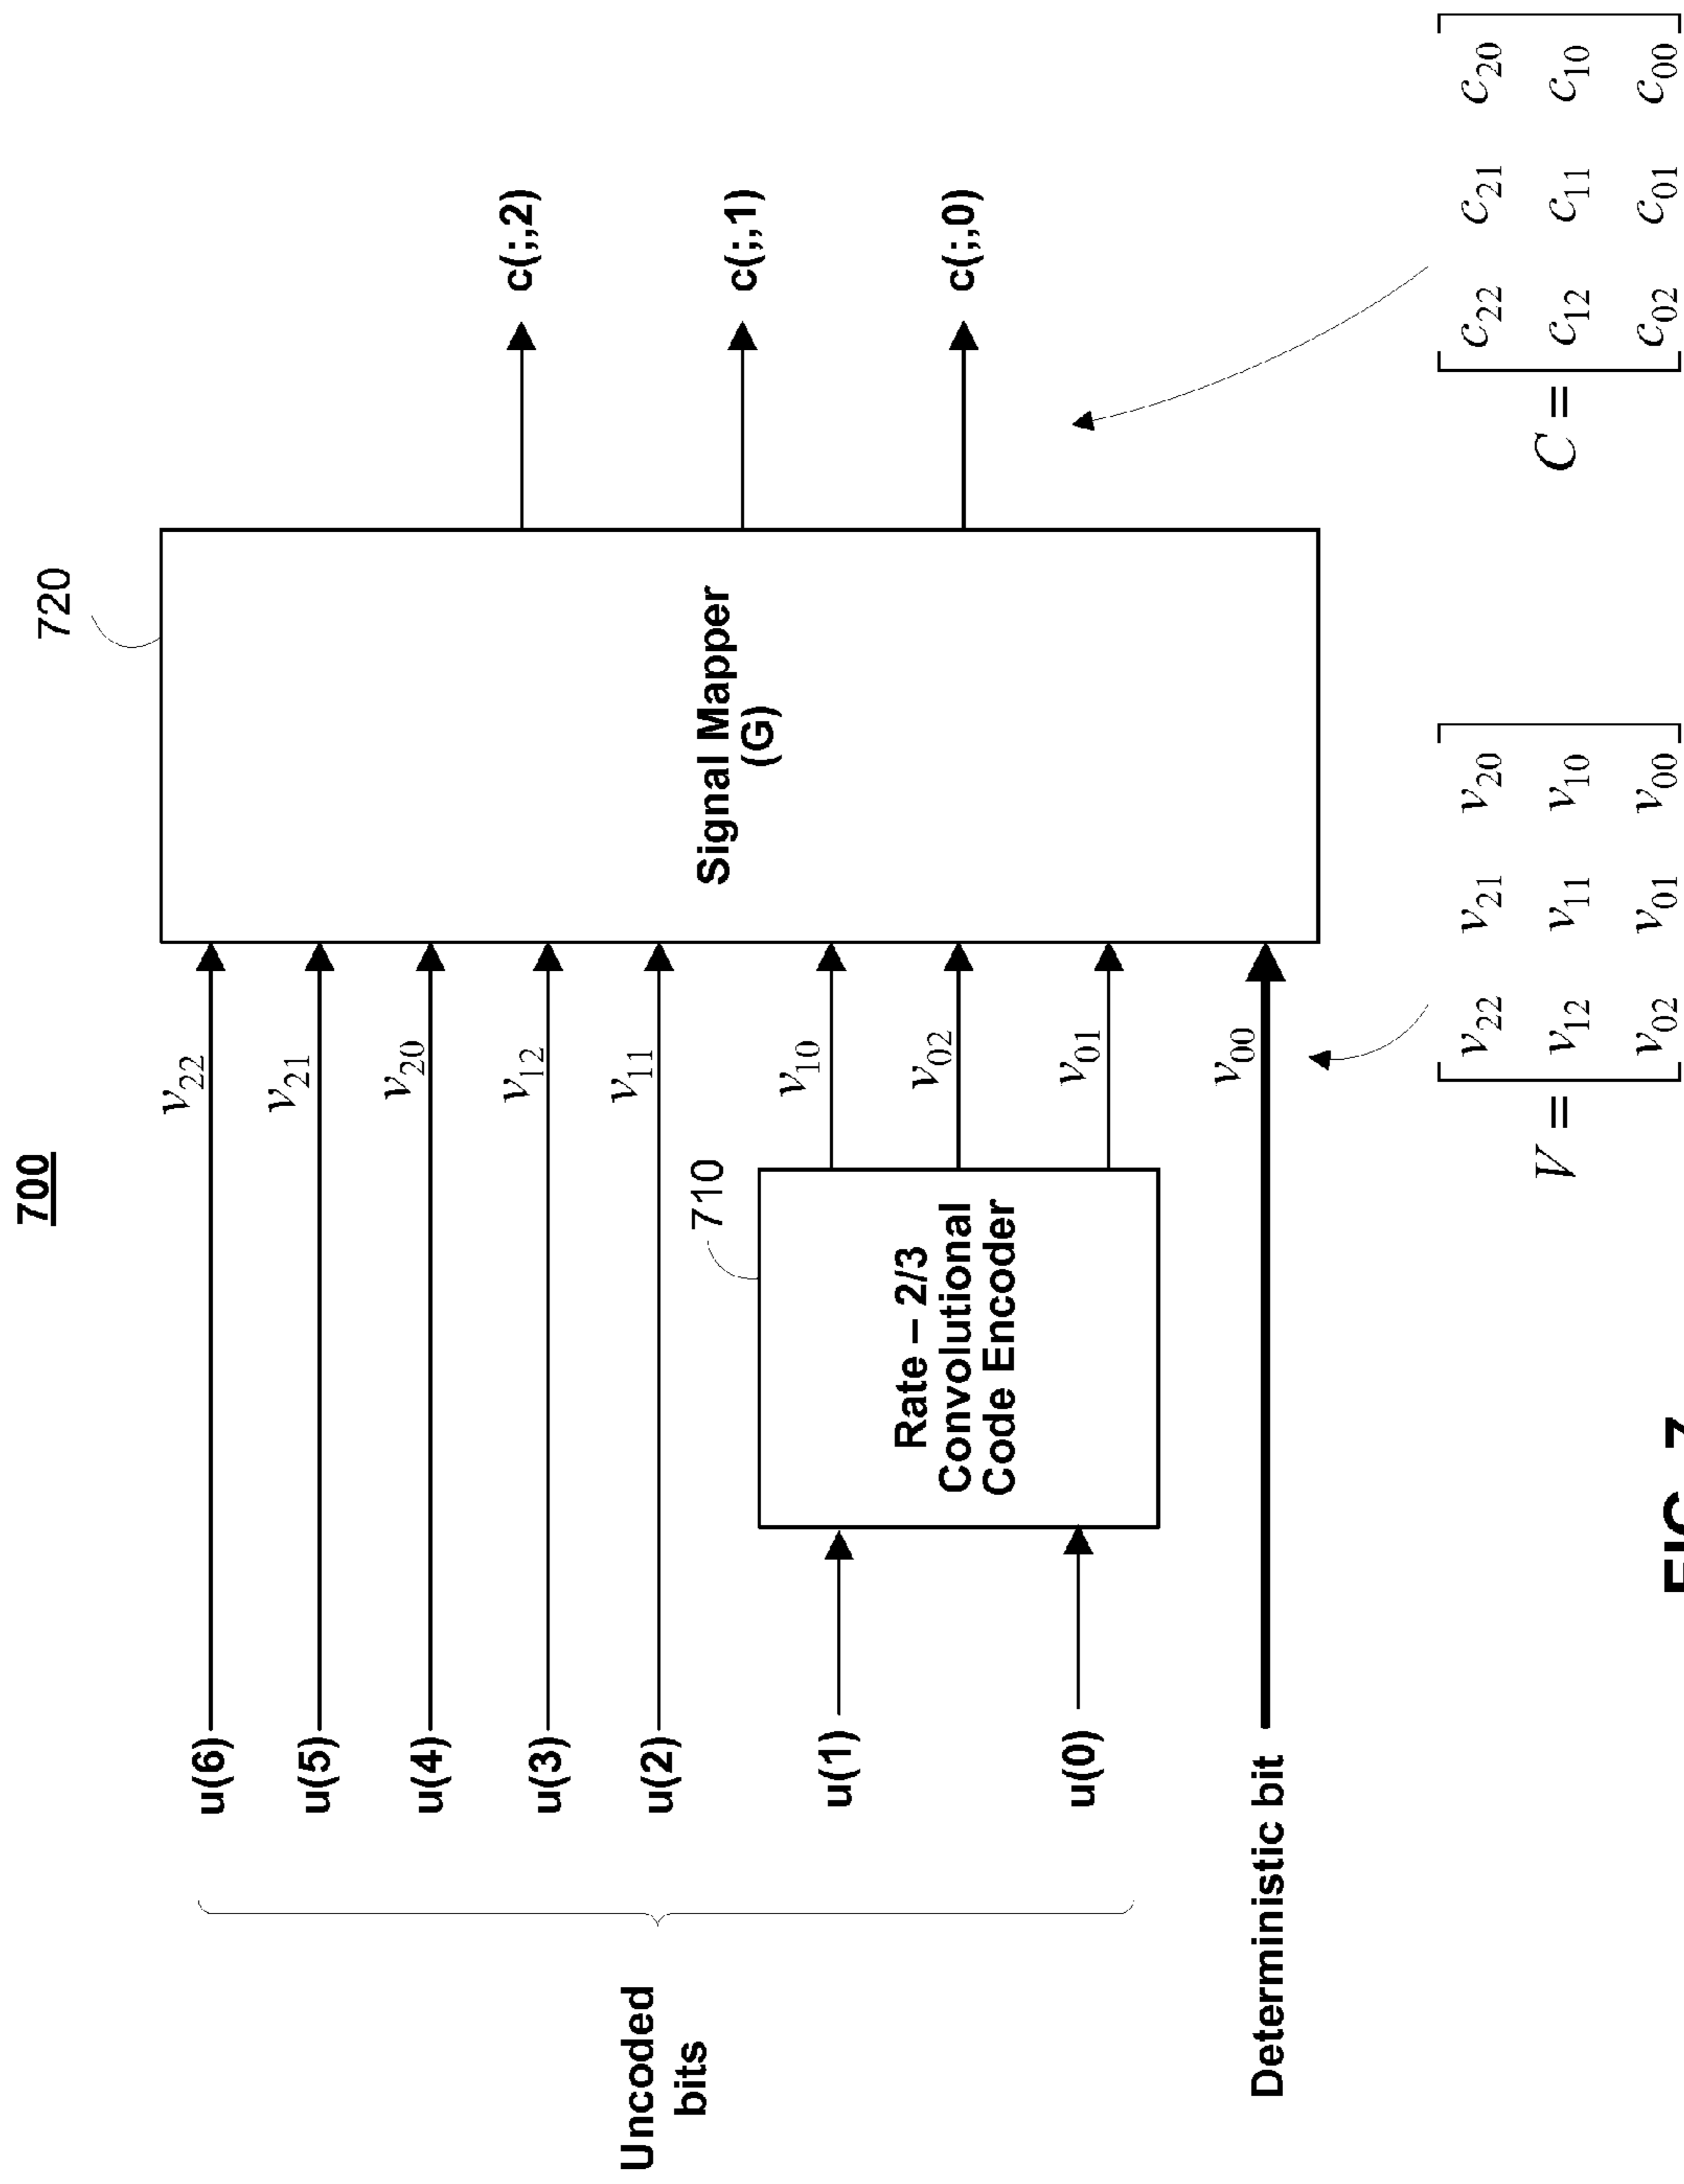 700
720
u(6)
v22
u(5)
v21
u(4)
v20
u(3)
v12
u(2)
v11
Uncoded
bits
u(1)
u(0)
710
Rate – 2/3
Convolutional
Code Encoder
v10
v02
v01
Deterministic bit
v00
Signal Mapper
(G)
c(:,2)
c(:,1)
c(:,0)
V =
v22 v21 v20
v12 v11 v10
v02 v01 v00
C =
c22 c21 c20
c12 c11 c10
c02 c01 c00
FIG. 7